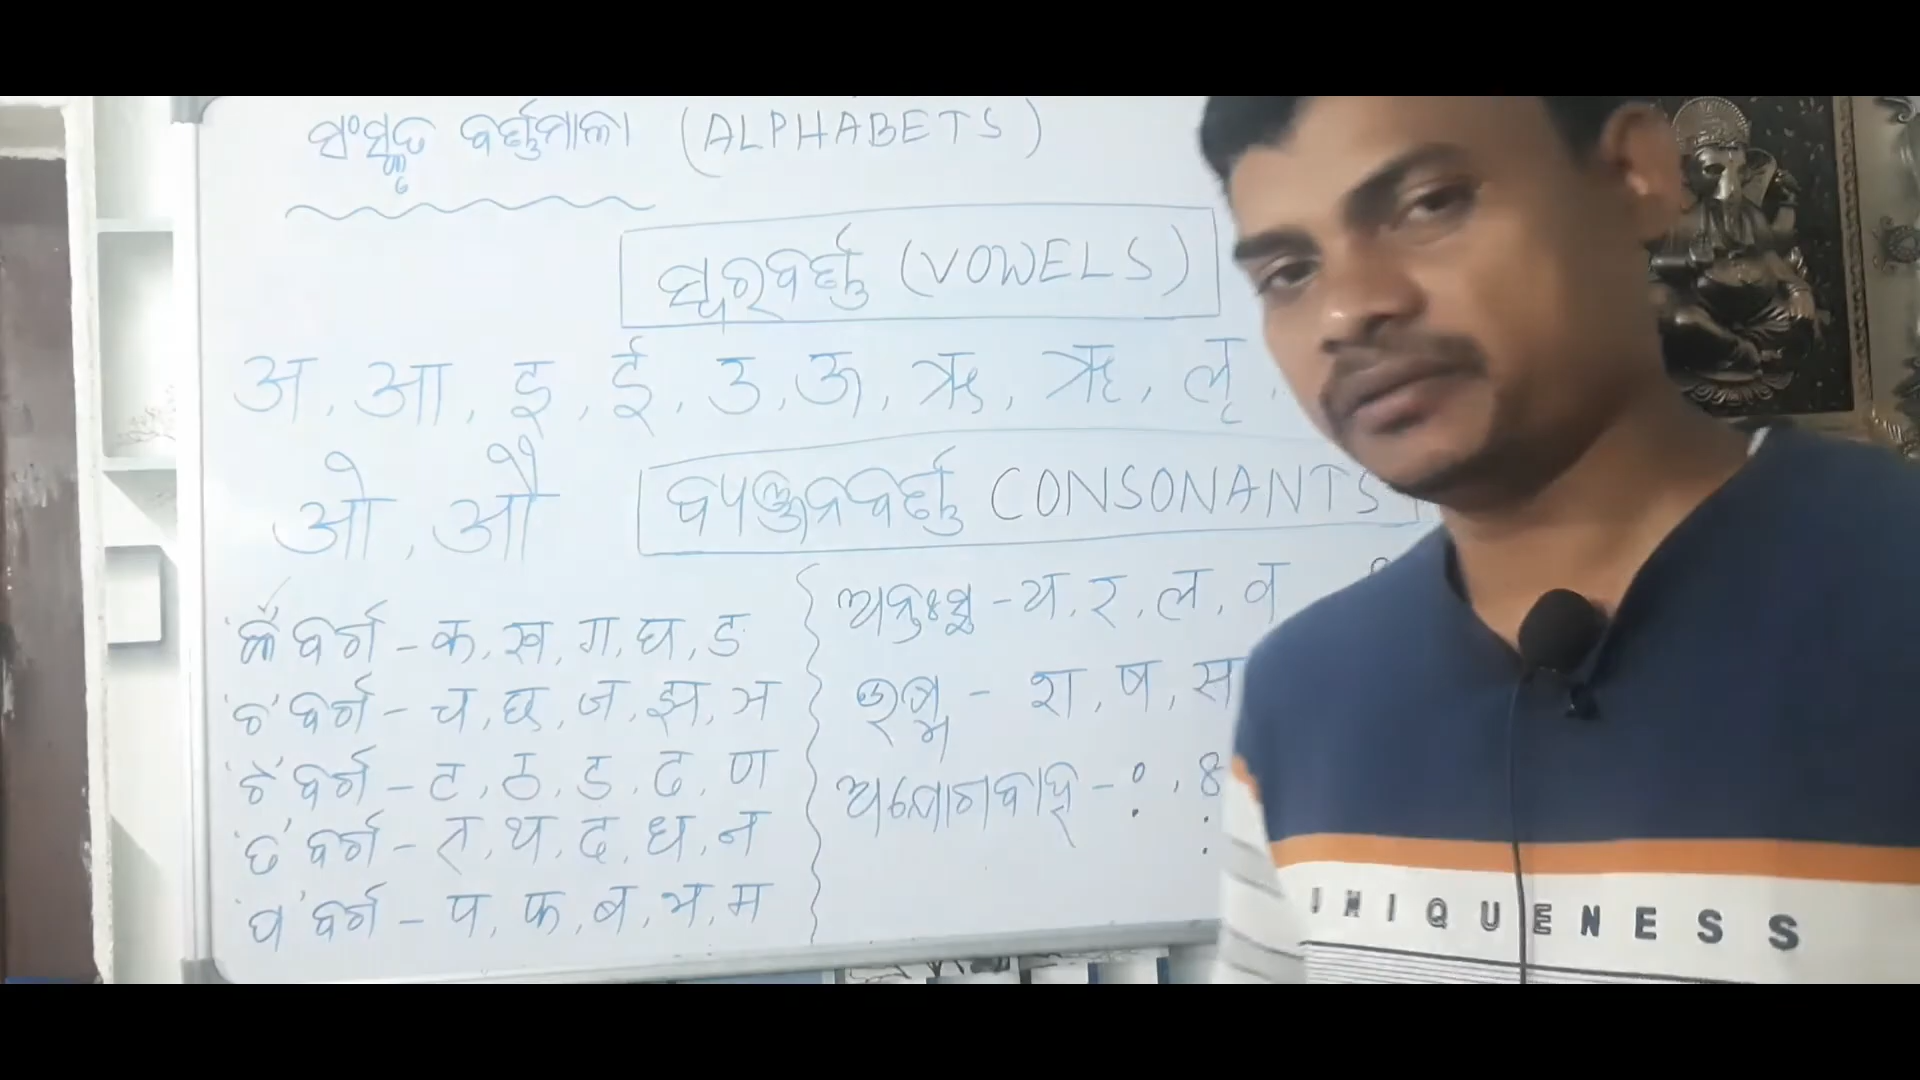 ସଂସ୍କୃତ ବର୍ଣ୍ଣମାଳା (ALPHABETS)
ସ୍ୱରବର୍ଣ୍ଣ (VOWELS)
अ, आ, इ, ई, उ, ऊ, ऋ, ॠ, ऌ,
ओ, औ
ବ୍ୟଞ୍ଜନବର୍ଣ୍ଣ CONSONANTS
'କ' ବର୍ଗ - क, ख, ग, घ, ङ
'ଚ' ବର୍ଗ - च, छ, ज, झ, ञ
'ଟ' ବର୍ଗ - ट, ठ, ड, ढ, ण
'ତ' ବର୍ଗ - त, थ, द, ध, न
'ପ' ବର୍ଗ - प, फ, ब, भ, म
ଅନ୍ତଃସ୍ଥ - य, र, ल, व
ଉଷ୍ମ - श, ष, स
ଅଯୋଗବାହ -
UNIQUENESS